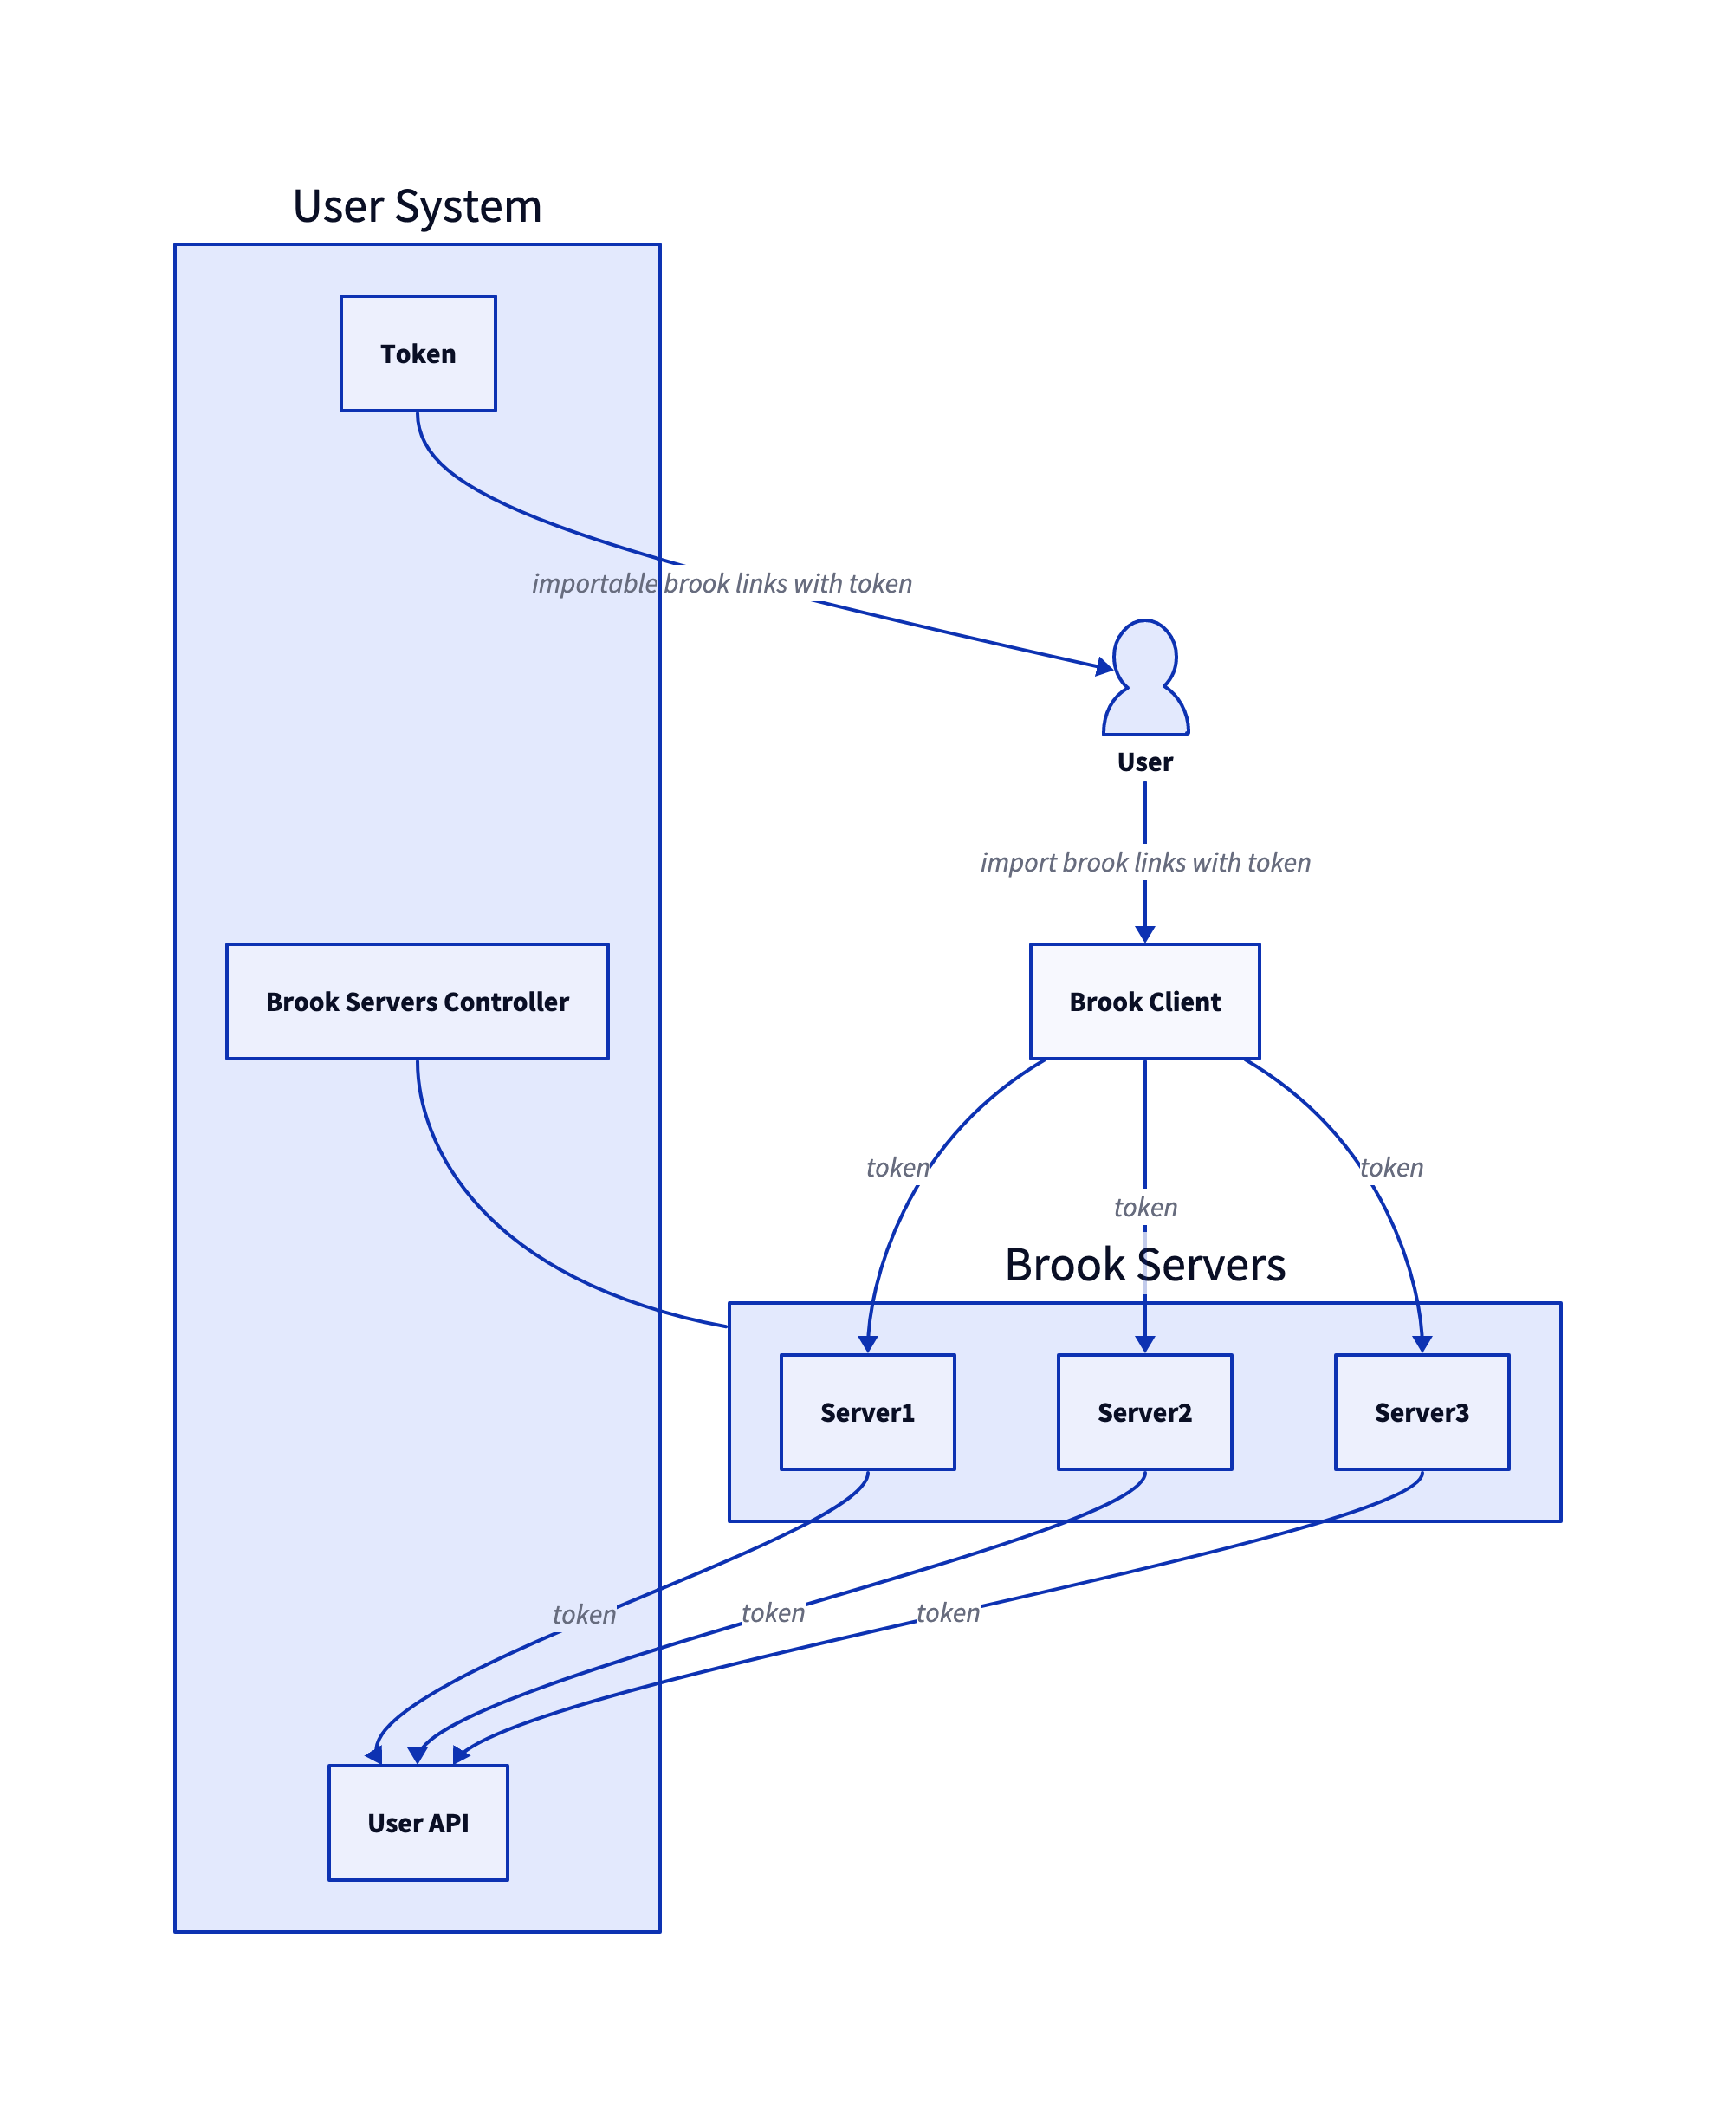 User System
Token
importable brook links with token
User
import brook links with token
Brook Servers Controller
Brook Client
token
token
token
Brook Servers
Server1
Server2
Server3
token
token
token
User API